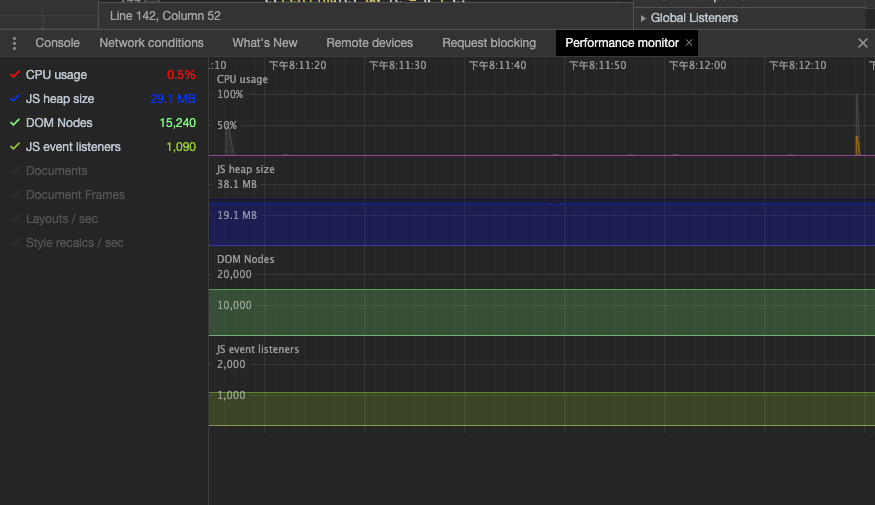 Line 142, Column 52
Global Listeners
Console Network conditions What's New Remote devices Request blocking Performance monitor
CPU usage 0.5%
JS heap size 29.1 MB
DOM Nodes 15,240
JS event listeners 1,090
Documents
Document Frames
Layouts / sec
Style recalcs / sec
:10 下午8:11:20 下午8:11:30 下午8:11:40 下午8:11:50 下午8:12:00 下午8:12:10
CPU usage
100%
50%
JS heap size
38.1 MB
19.1 MB
DOM Nodes
20,000
10,000
JS event listeners
2,000
1,000